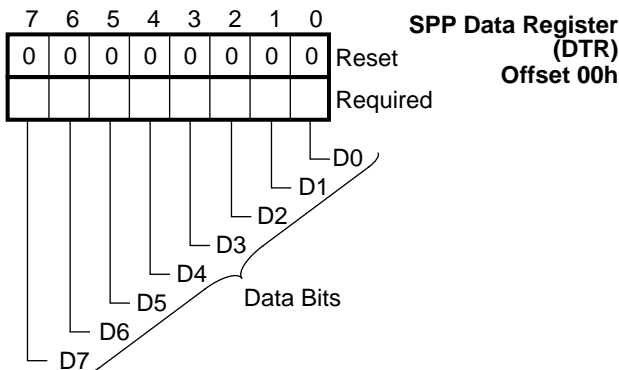 7 6 5 4 3 2 1 0
SPP Data Register
(DTR)
Offset 00h
0 0 0 0 0 0 0 0 Reset
Required
D0
D1
D2
D3
D4
D5
D6
D7
Data Bits